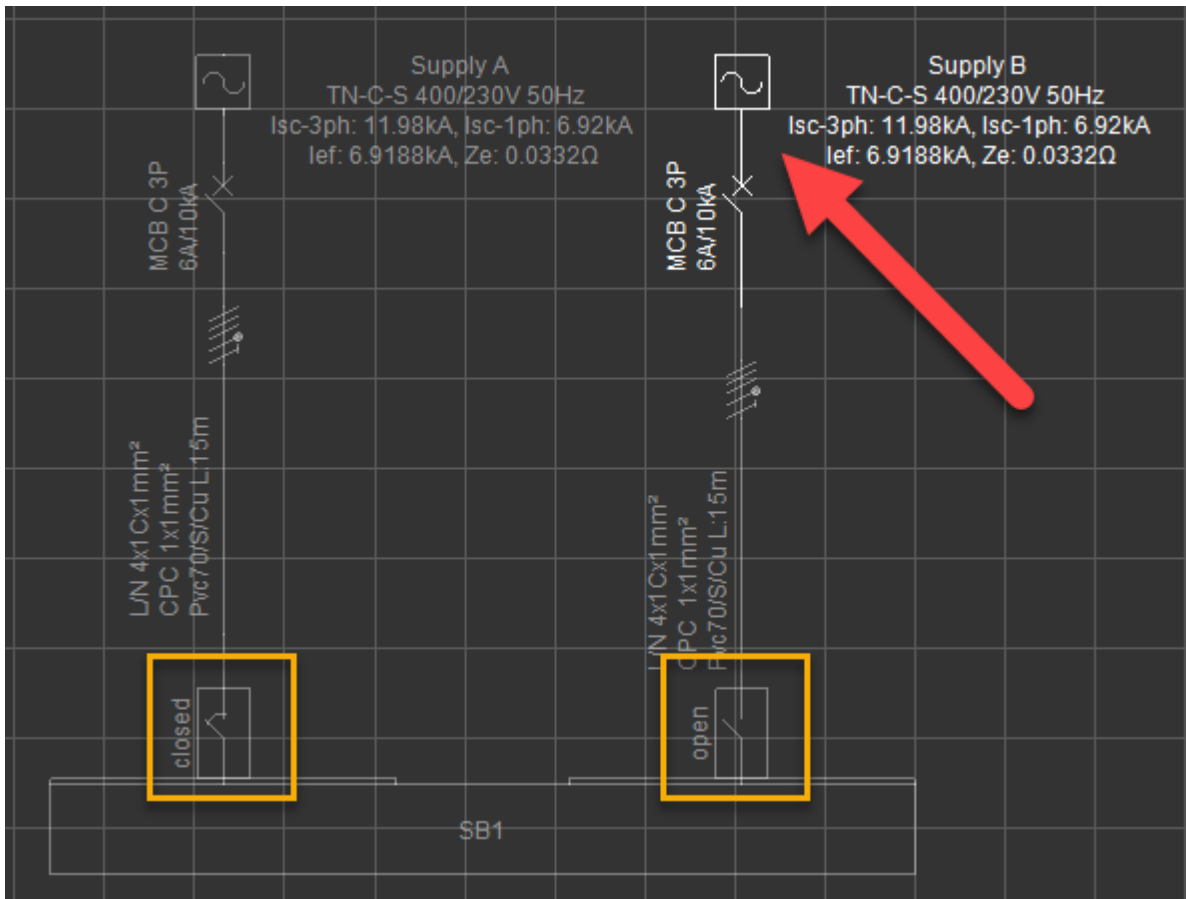 Supply A
TN-C-S 400/230V 50Hz
Isc-3ph: 11.98kA, Isc-1ph: 6.92kA
Ief: 6.9188kA, Ze: 0.0332Ω
MCB C 3P
6A/10kA
L/N 4x1Cx1mm²
CPC 1x1mm²
Pvc70/S/Cu L:15m
closed
Supply B
TN-C-S 400/230V 50Hz
Isc-3ph: 11.98kA, Isc-1ph: 6.92kA
Ief: 6.9188kA, Ze: 0.0332Ω
MCB C 3P
6A/10kA
L/N 4x1Cx1mm²
CPC 1x1mm²
Pvc70/S/Cu L:15m
open
SB1